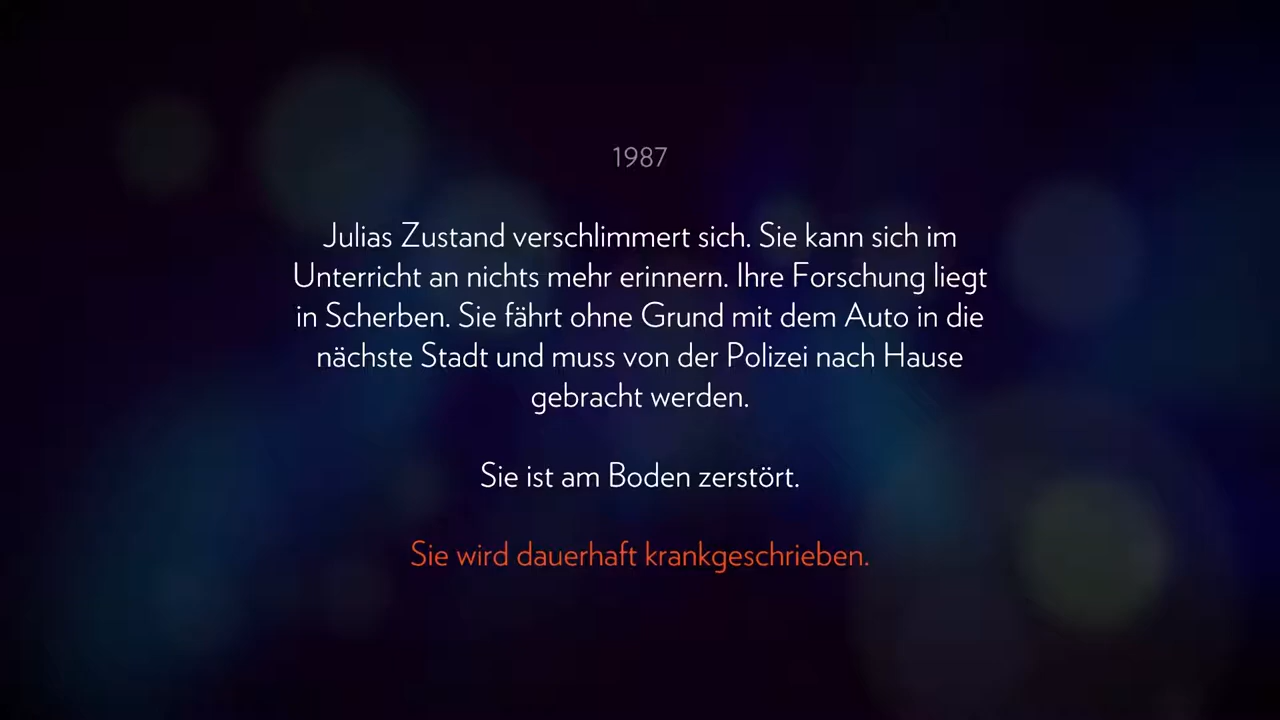 1987
Julias Zustand verschlimmert sich. Sie kann sich im
Unterricht an nichts mehr erinnern. Ihre Forschung liegt
in Scherben. Sie fährt ohne Grund mit dem Auto in die
nächste Stadt und muss von der Polizei nach Hause
gebracht werden.
Sie ist am Boden zerstört.
Sie wird dauerhaft krankgeschrieben.